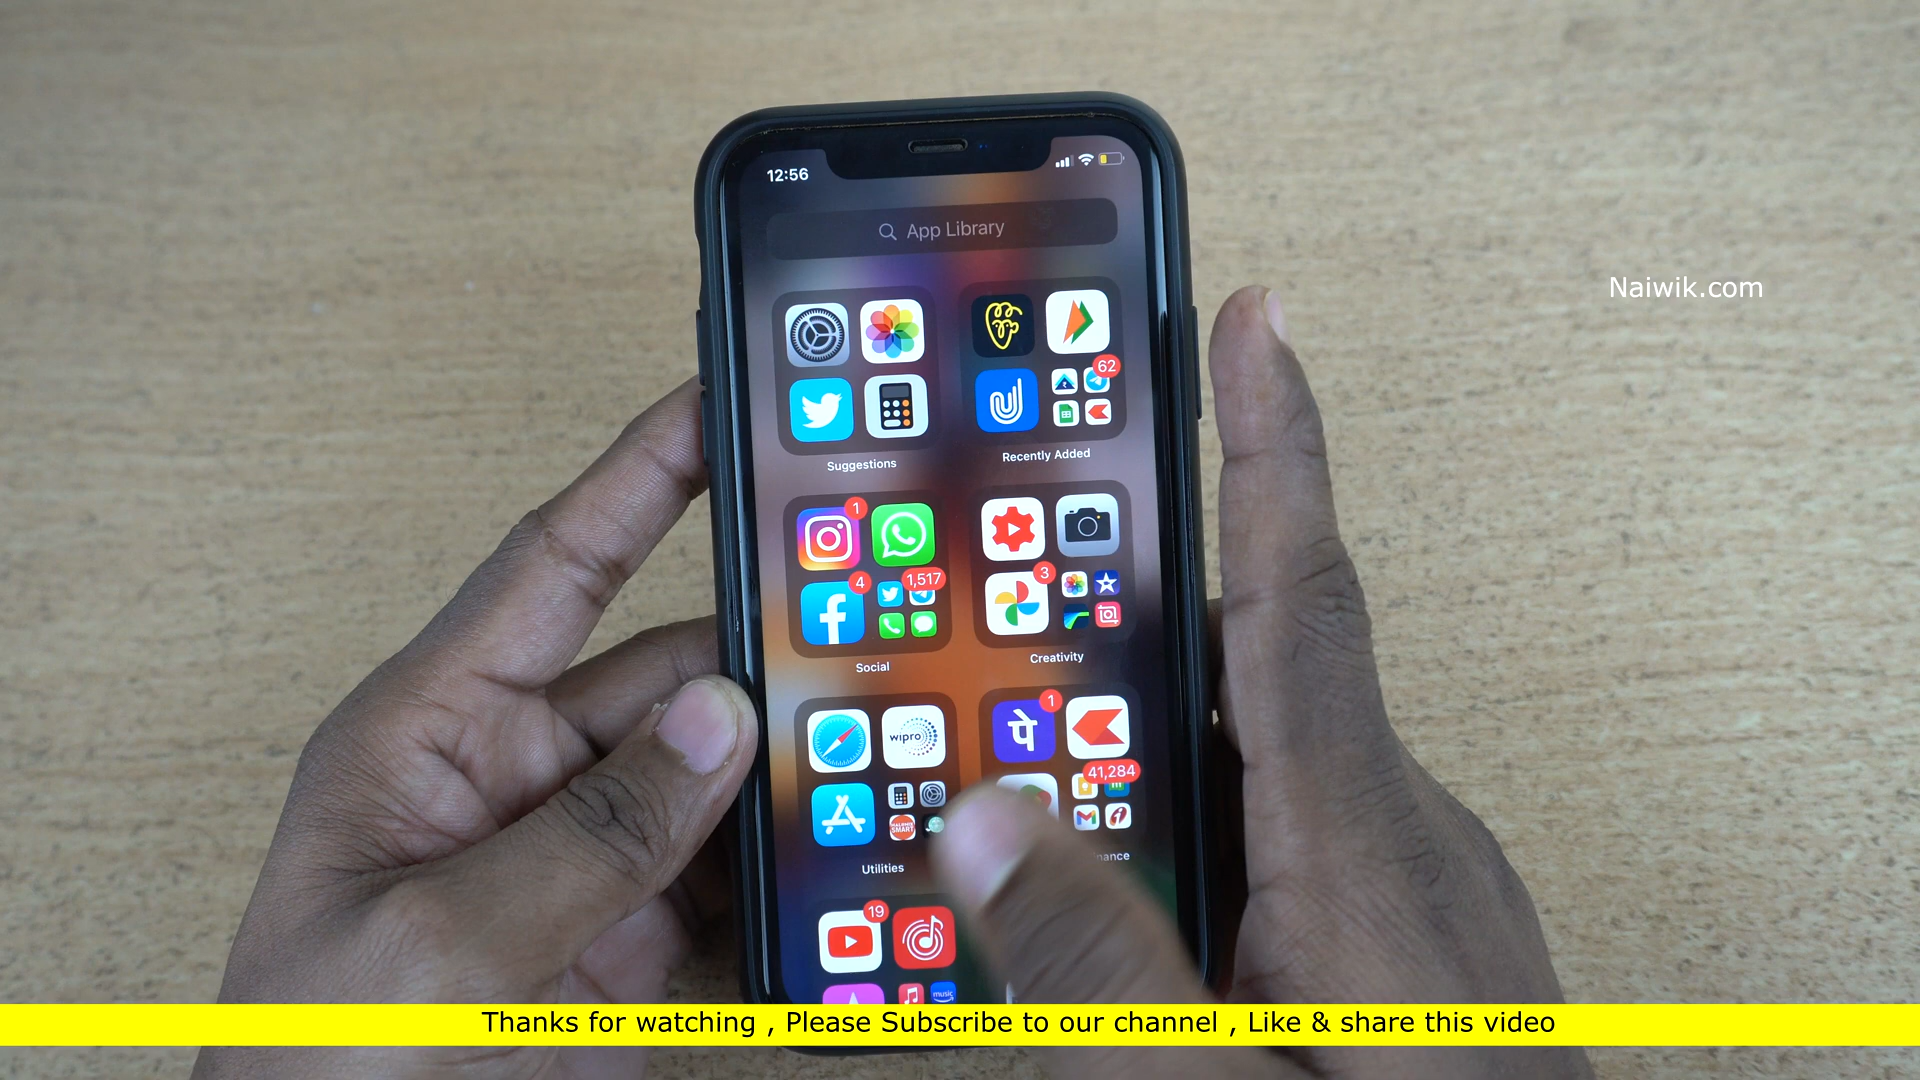 12:56
App Library
Naiwik.com
62
Suggestions
Recently Added
1
4
1,517
3
Social
Creativity
wipro
1
पे
41,284
Utilities
nance
19
music
Thanks for watching , Please Subscribe to our channel , Like & share this video